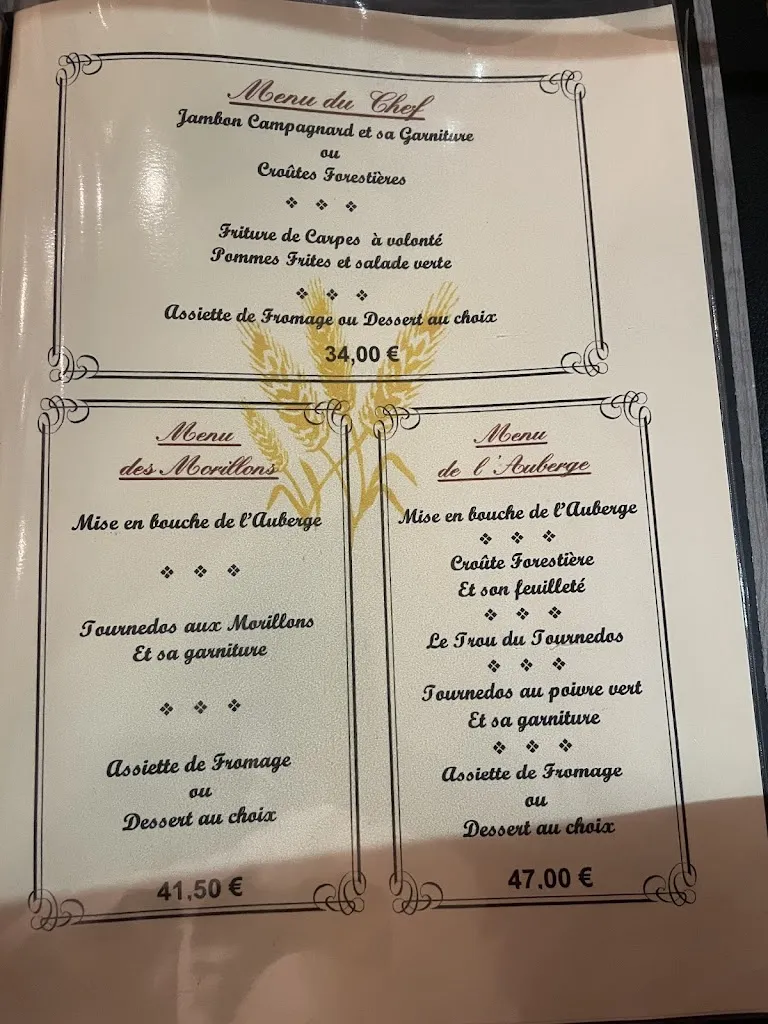 Menu du Chef
Jambon Campagnard et sa Garniture
ou
Croûtes Forestières
Friture de Carpes à volonté
Pommes Frites et salade verte
Assiette de Fromage ou Dessert au choix
34,00 €
Menu
des Morillons
Mise en bouche de l'Auberge
Tournedos aux Morillons
Et sa garniture
Assiette de Fromage
ou
Dessert au choix
41,50 €
Menu
de l'Auberge
Mise en bouche de l'Auberge
Croûte Forestière
Et son feuilleté
Le Trou du Tournedos
Tournedos au poivre vert
Et sa garniture
Assiette de Fromage
ou
Dessert au choix
47,00 €